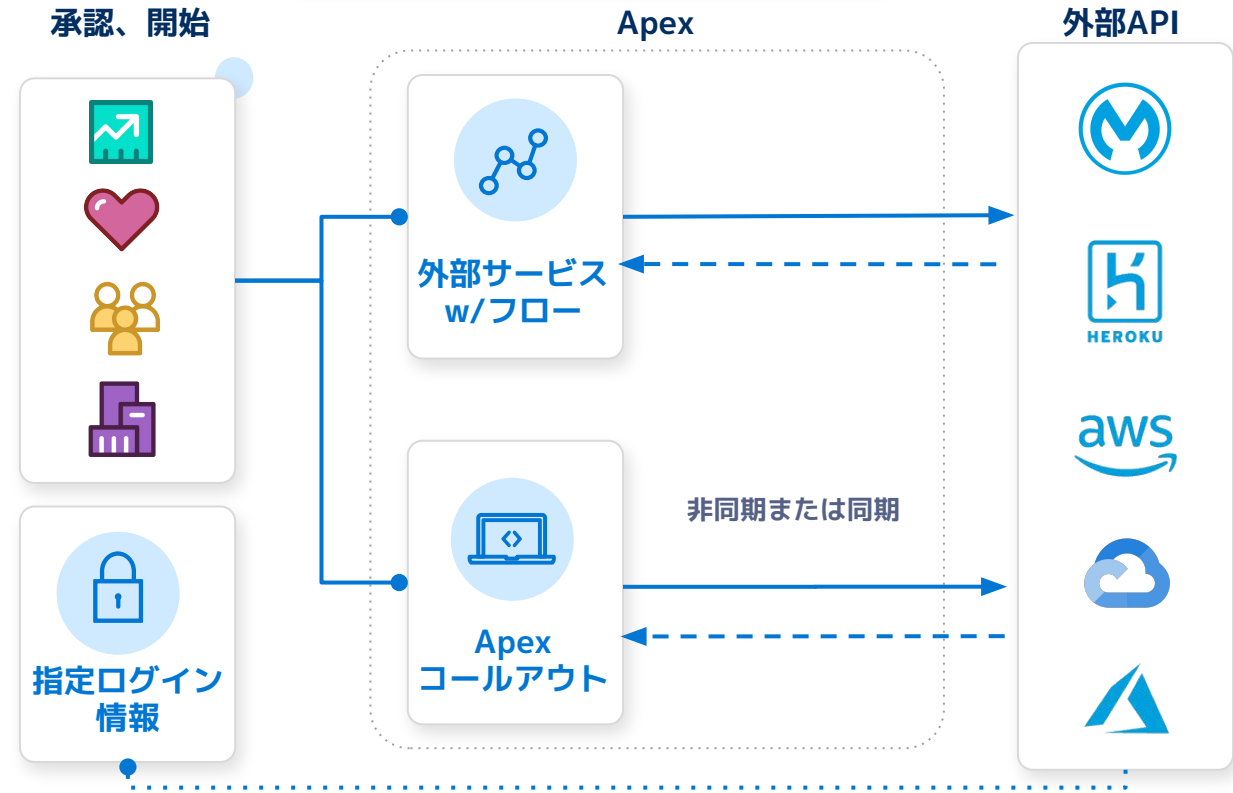 承認、開始
Apex
外部API
外部サービス
w/フロー
HEROKU
aws
非同期または同期
Apex
コールアウト
指定ログイン
情報